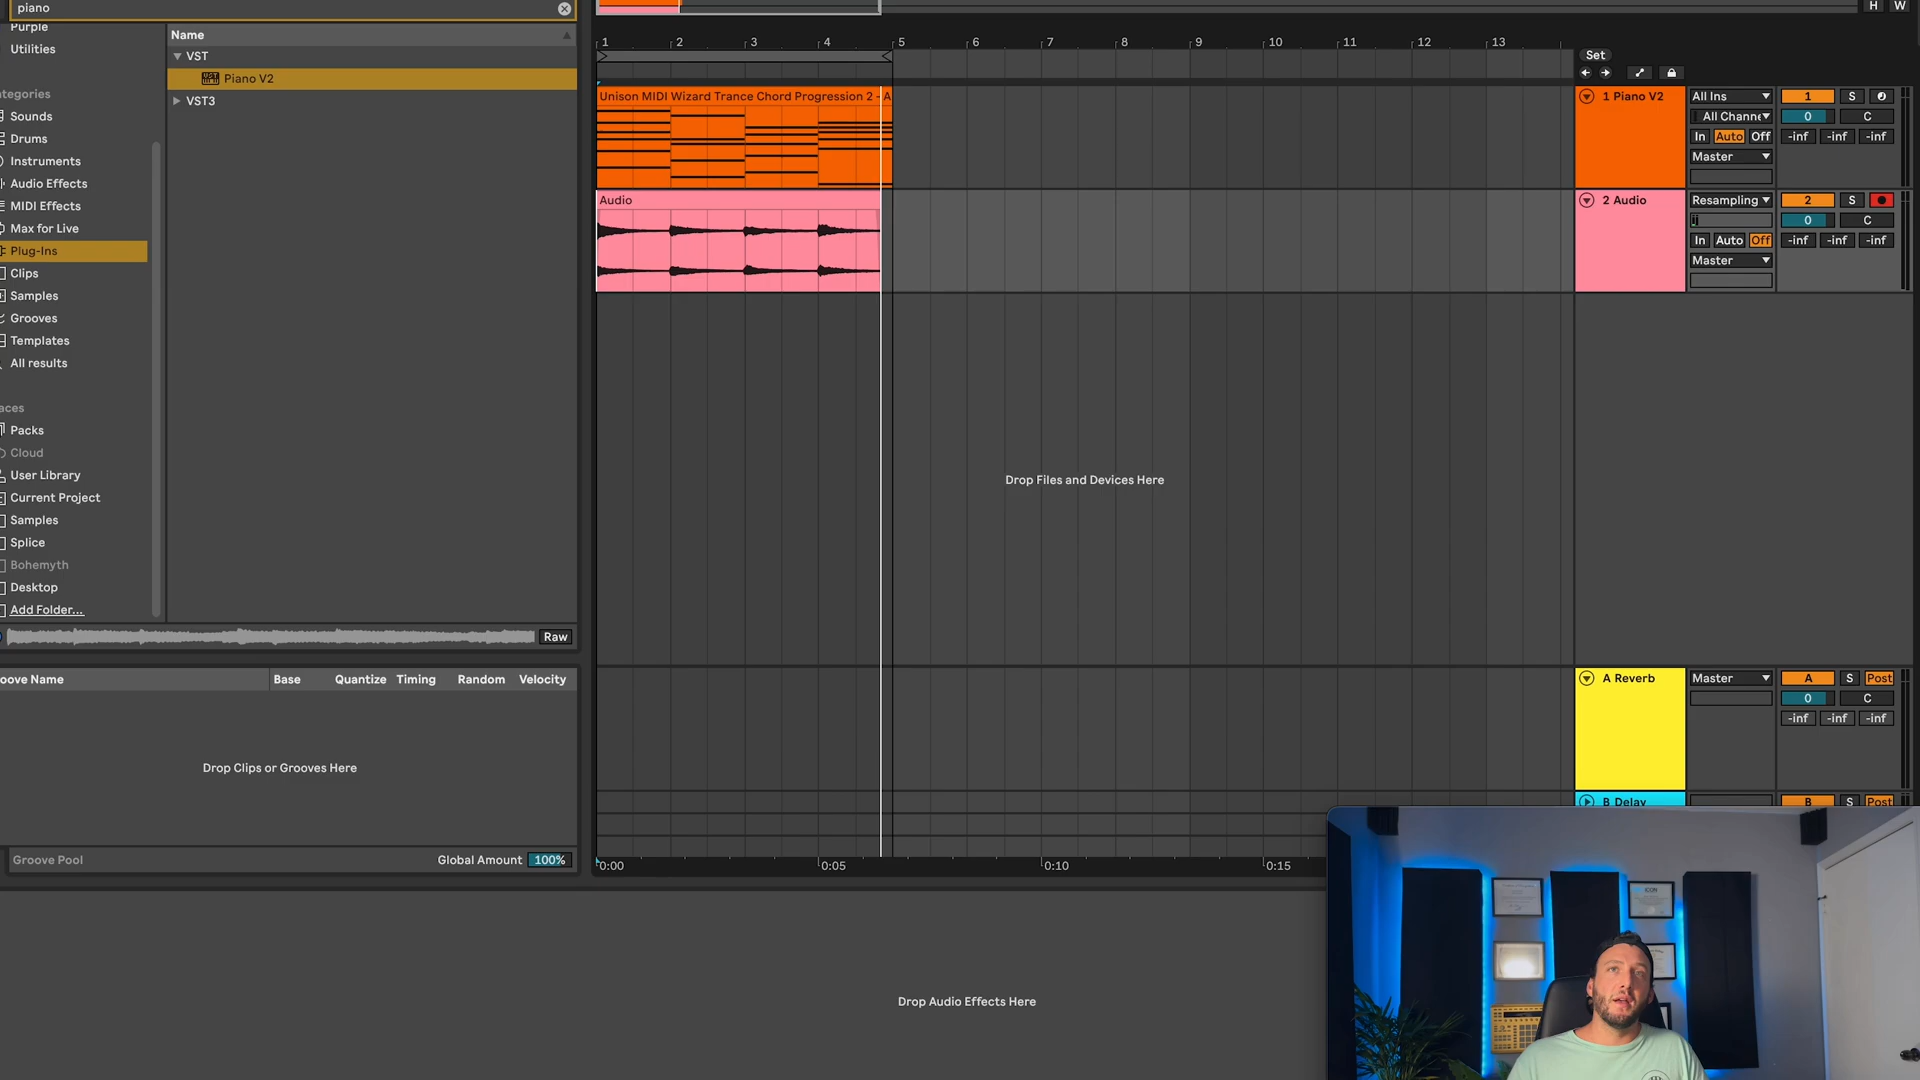 piano
H W
Purple
Utilities
ategories
Sounds
Drums
Instruments
Audio Effects
MIDI Effects
Max for Live
Plug-Ins
Clips
Samples
Grooves
Templates
All results
aces
Packs
Cloud
User Library
Current Project
Samples
Splice
Bohemyth
Desktop
Add Folder...
Name
VST
Piano V2
VST3
Raw
oove Name Base Quantize Timing Random Velocity
Drop Clips or Grooves Here
Groove Pool Global Amount 100%
1 2 3 4 5 6 7 8 9 10 11 12 13
Set
Unison MIDI Wizard Trance Chord Progression 2 - A
Audio
Drop Files and Devices Here
0:00 0:05 0:10 0:15
1 Piano V2 All Ins 1 S
All Channe 0 C
In Auto Off -inf -inf -inf
Master
2 Audio Resampling 2 S
0 C
In Auto Off -inf -inf -inf
Master
A Reverb Master A S Post
0 C
-inf -inf -inf
B Delay B S Post
Drop Audio Effects Here